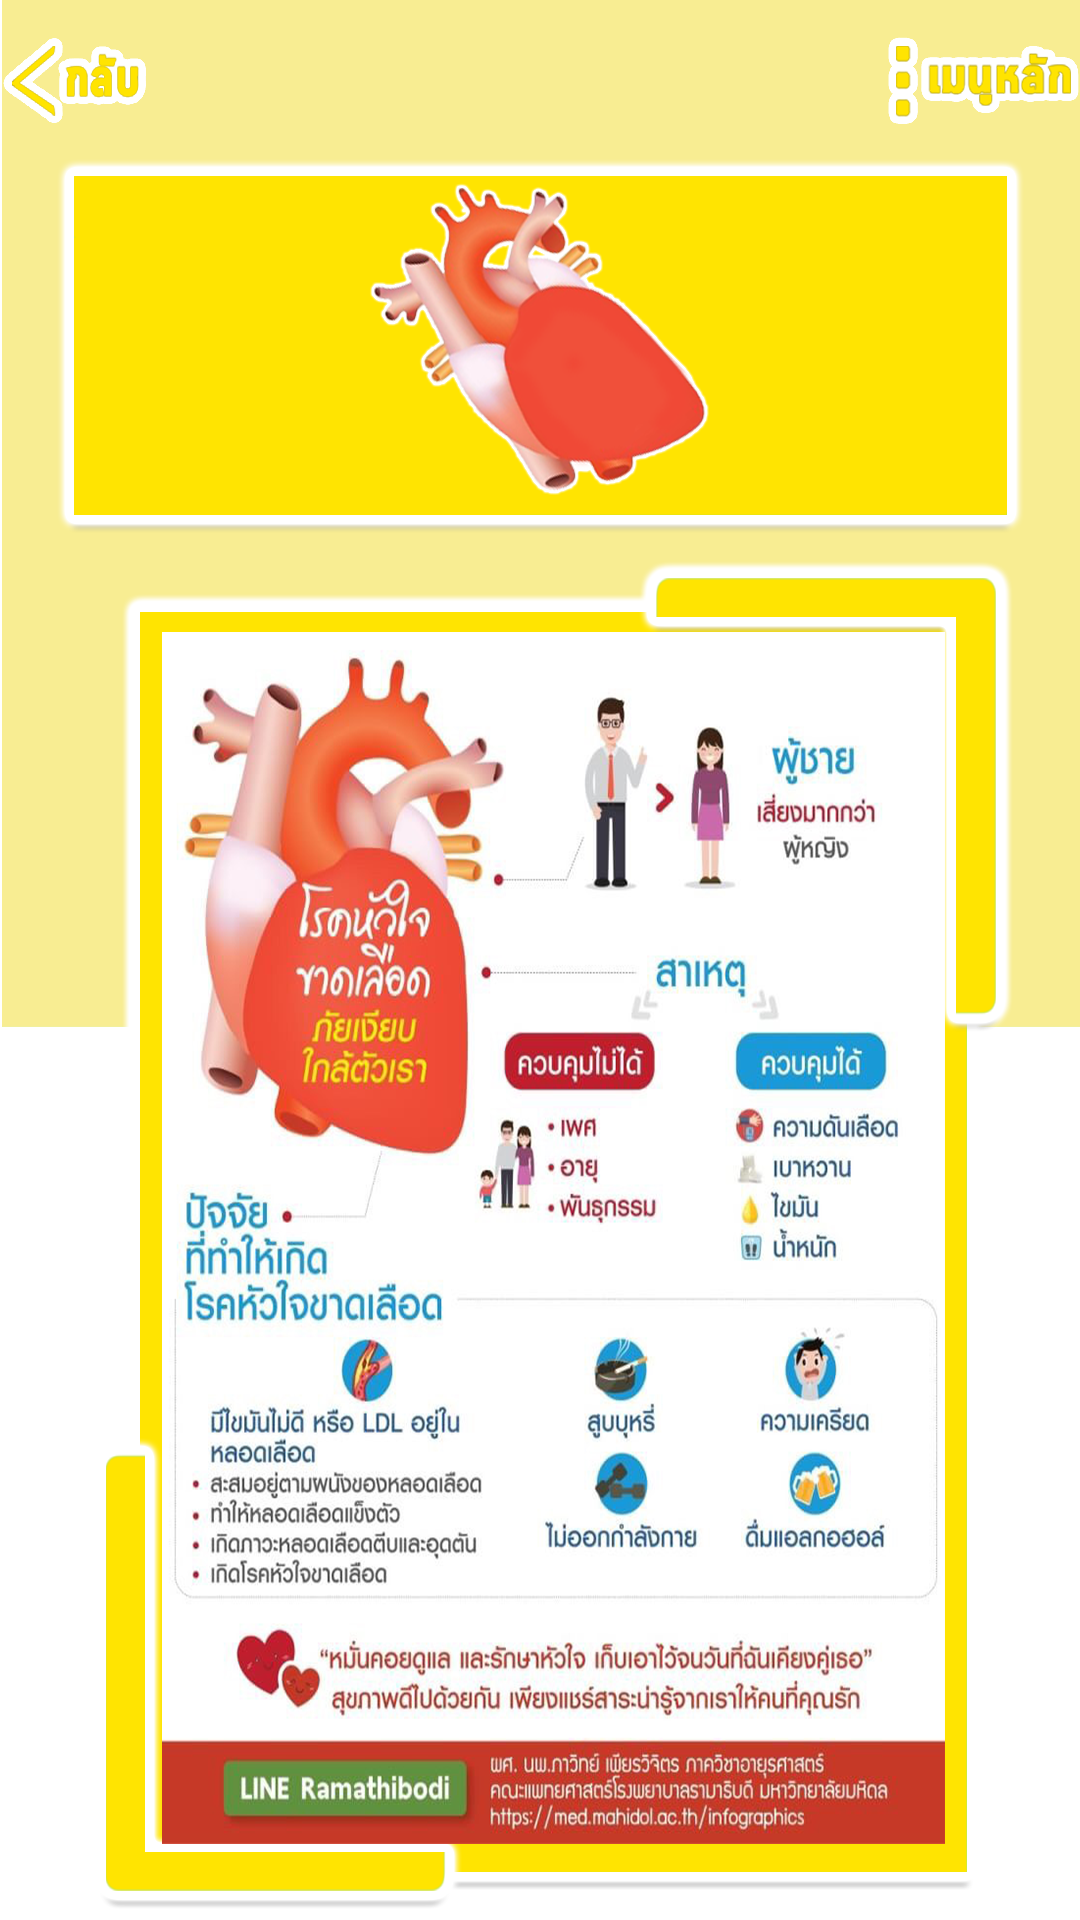 กลับ
เมนูหลัก
ผู้ชาย
เสี่ยงมากกว่า
ผู้หญิง
โรคหัวใจ
ขาดเลือด
ภัยเงียบ
ใกล้ตัวเรา
สาเหตุ
ควบคุมไม่ได้
• เพศ
• อายุ
• พันธุกรรม
ควบคุมได้
ความดันเลือด
เบาหวาน
ไขมัน
น้ำหนัก
ปัจจัย
ที่ทำให้เกิด
โรคหัวใจขาดเลือด
มีไขมันไม่ดี หรือ LDL อยู่ใน
หลอดเลือด
• สะสมอยู่ตามผนังของหลอดเลือด
• ทำให้หลอดเลือดแข็งตัว
• เกิดภาวะหลอดเลือดตีบและอุดตัน
• เกิดโรคหัวใจขาดเลือด
สูบบุหรี่
ความเครียด
ไม่ออกกำลังกาย
ดื่มแอลกอฮอล์
“หมั่นคอยดูแล และรักษาหัวใจ เก็บเอาไว้จนวันที่ฉันเคียงคู่เธอ”
สุขภาพดีไปด้วยกัน เพียงแชร์สาระน่ารู้จากเราให้คนที่คุณรัก
LINE Ramathibodi
ผศ. นพ.ภาวิทย์ เพียรวิจิตร ภาควิชาอายุรศาสตร์
คณะแพทยศาสตร์โรงพยาบาลรามาธิบดี มหาวิทยาลัยมหิดล
https://med.mahidol.ac.th/infographics